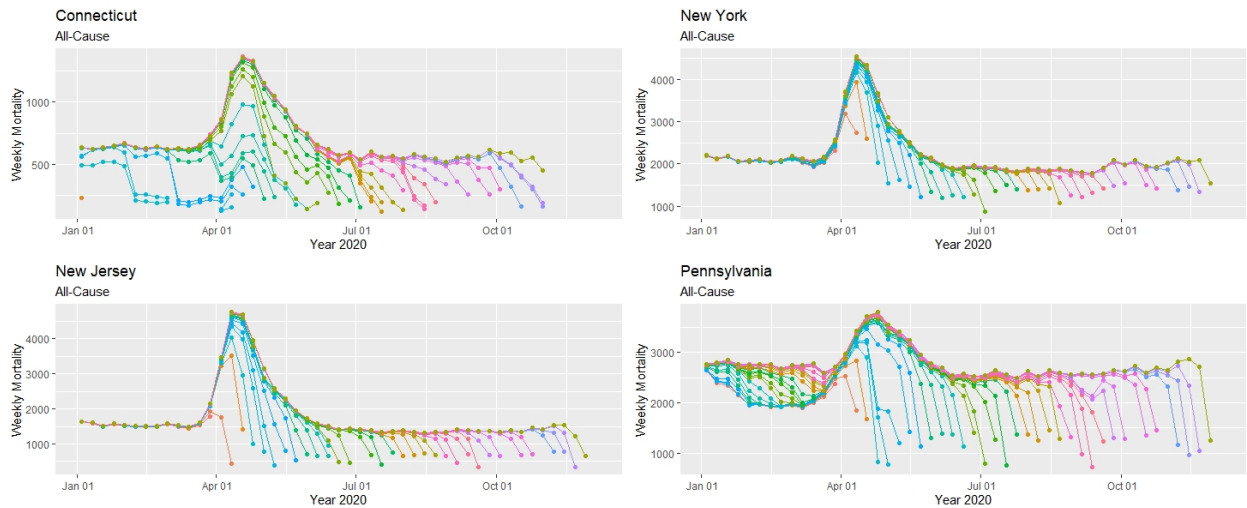 Connecticut
All-Cause
Weekly Mortality
1000
500
Jan 01
Apr 01
Jul 01
Oct 01
Year 2020
New York
All-Cause
Weekly Mortality
4000
3000
2000
1000
Jan 01
Apr 01
Jul 01
Oct 01
Year 2020
New Jersey
All-Cause
Weekly Mortality
4000
3000
2000
1000
Jan 01
Apr 01
Jul 01
Oct 01
Year 2020
Pennsylvania
All-Cause
Weekly Mortality
3000
2000
1000
Jan 01
Apr 01
Jul 01
Oct 01
Year 2020